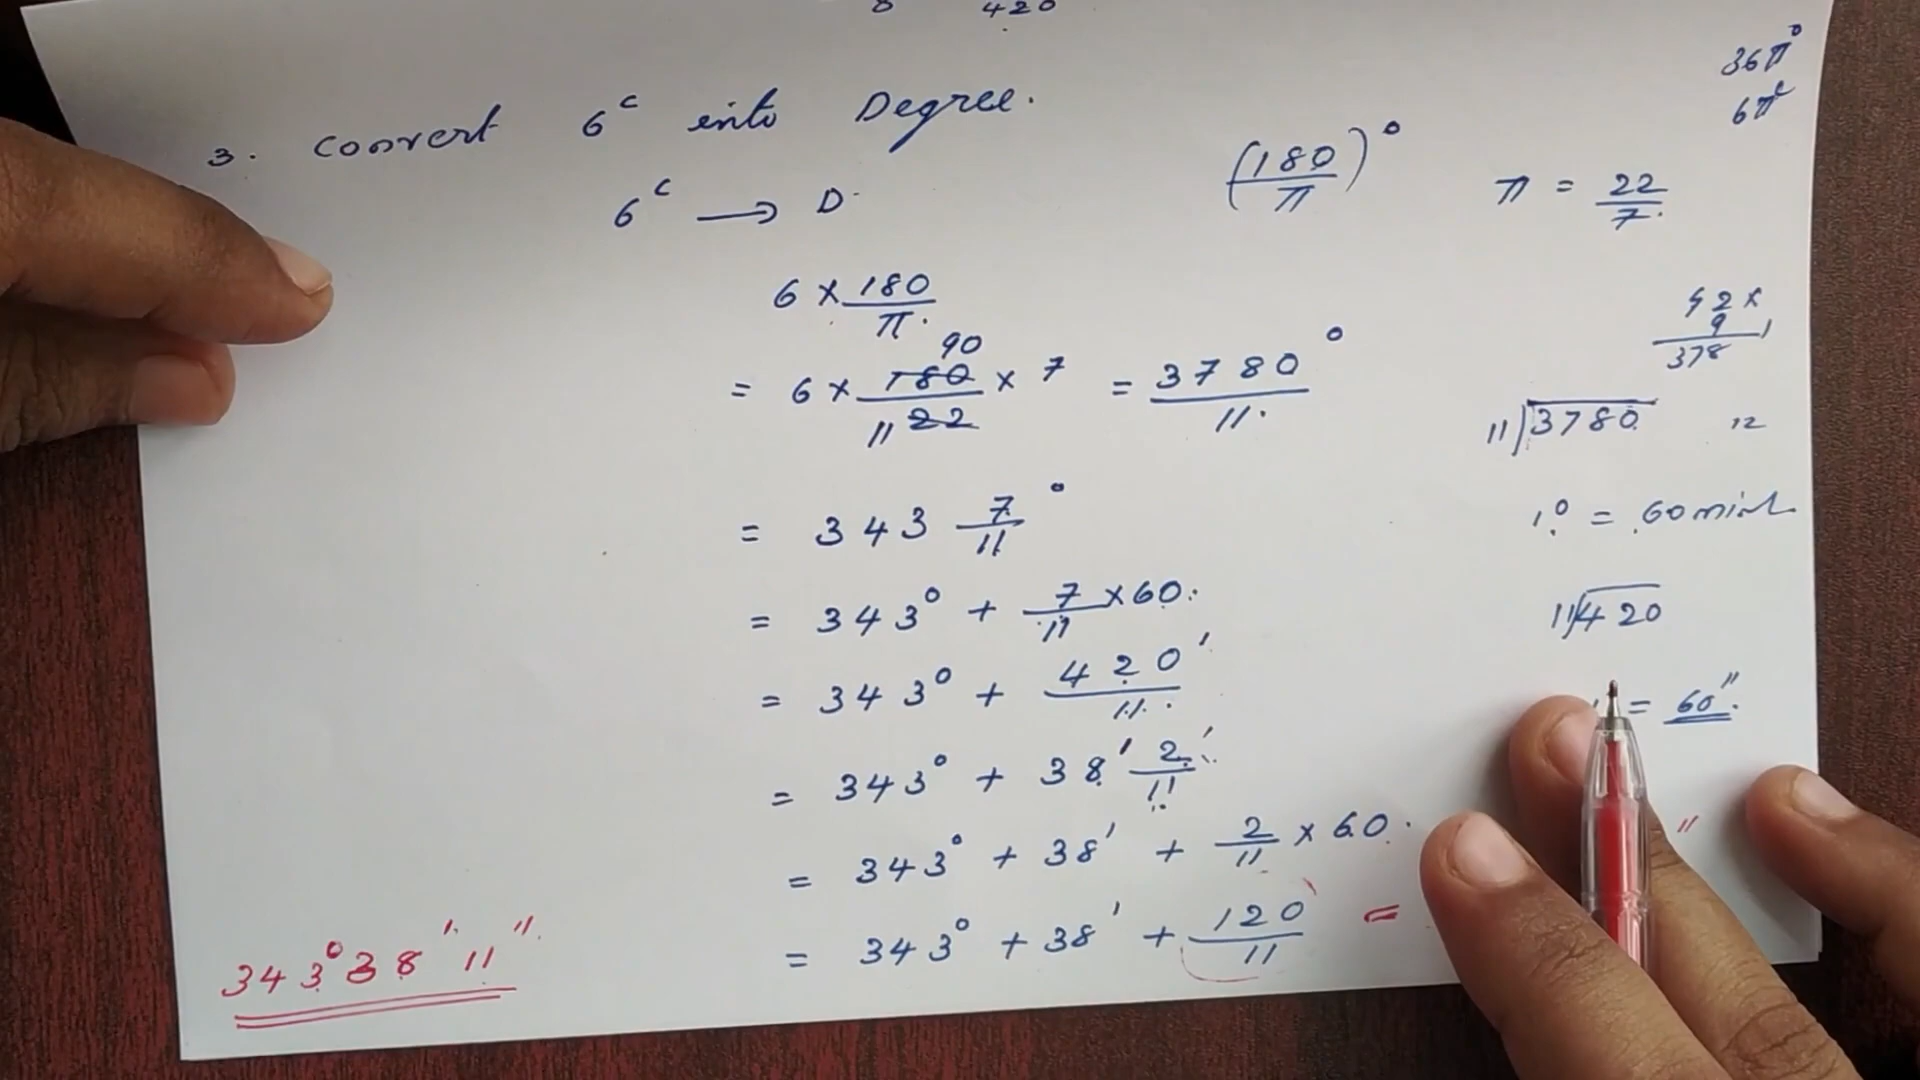 420
36π°
6πᶜ
3. Convert 6ᶜ into Degree.
6ᶜ → D.
(180/π)°
π = 22/7.
6 × 180/π.
42 ×
9
378
90
= 6 × 180/22 × 7 = 3780°/11.
11
11)3780
12
= 343 7/11°
1° = 60
= 343° + 7/11 × 60.
11)420
= 343° + 420'/11.
= 60".
= 343° + 38' 2/11'
= 343° + 38' + 2/11 × 60.
"
= 343° + 38' + 120/11 =
343° 38' 11"